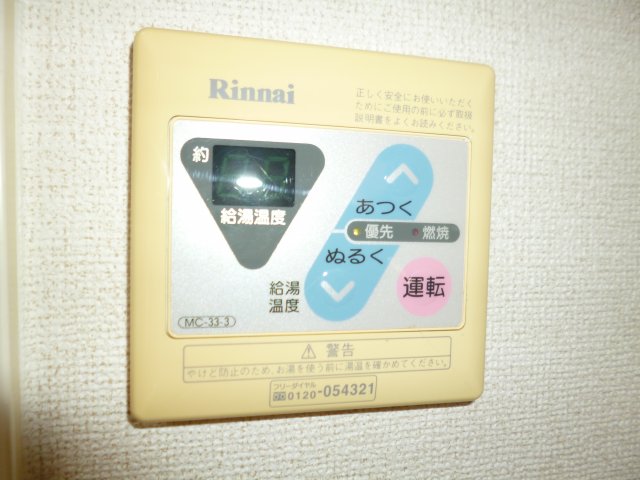 Rinnai
正しく安全にお使いいただく
ためにご使用の前に必ず取扱
説明書をよくお読みください。
約
給湯温度
あつく
優先 燃焼
ぬるく
給湯
温度
運転
MC-33-3
警告
やけど防止のため、お湯を使う前に湯温を確かめてください。
フリーダイヤル
0120-054321